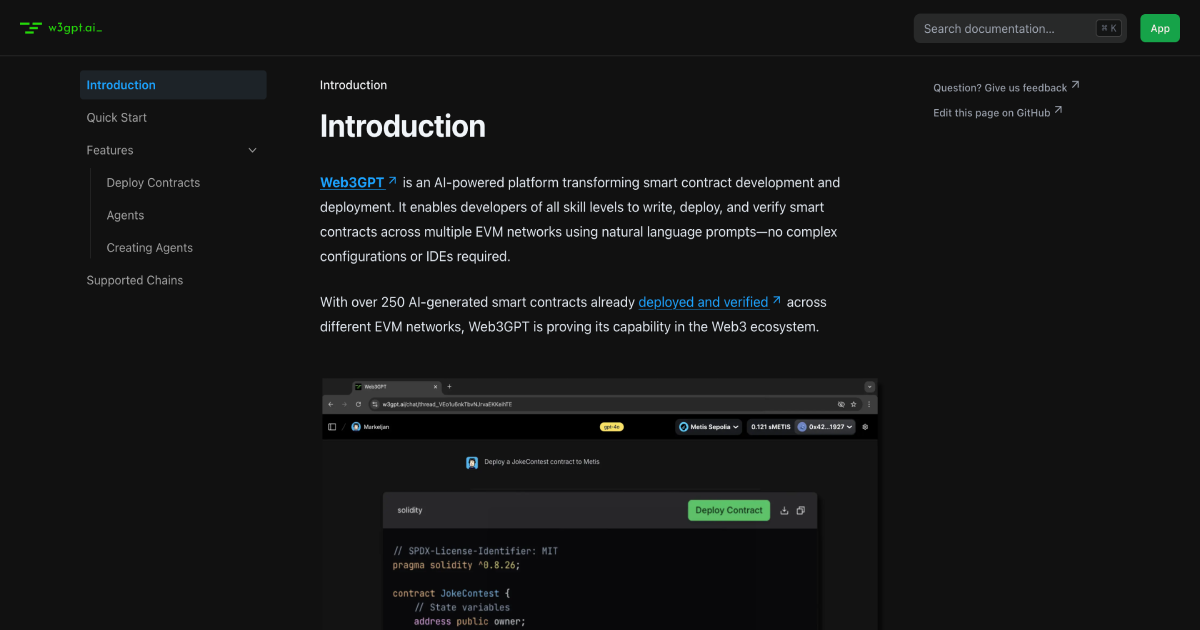 w3gpt.ai_
Search documentation...
⌘ K
App
Introduction
Quick Start
Features
Deploy Contracts
Agents
Creating Agents
Supported Chains
Introduction
Introduction
Web3GPT is an AI-powered platform transforming smart contract development and
deployment. It enables developers of all skill levels to write, deploy, and verify smart
contracts across multiple EVM networks using natural language prompts—no complex
configurations or IDEs required.
With over 250 AI-generated smart contracts already deployed and verified across
different EVM networks, Web3GPT is proving its capability in the Web3 ecosystem.
Question? Give us feedback
Edit this page on GitHub
Web3GPT
Markeljan
gpt-4o
Metis Sepolia
0.121 sMETIS
0x42...1927
Deploy a JokeContest contract to Metis
solidity
Deploy Contract
// SPDX-License-Identifier: MIT
pragma solidity ^0.8.26;
contract JokeContest {
// State variables
address public owner;